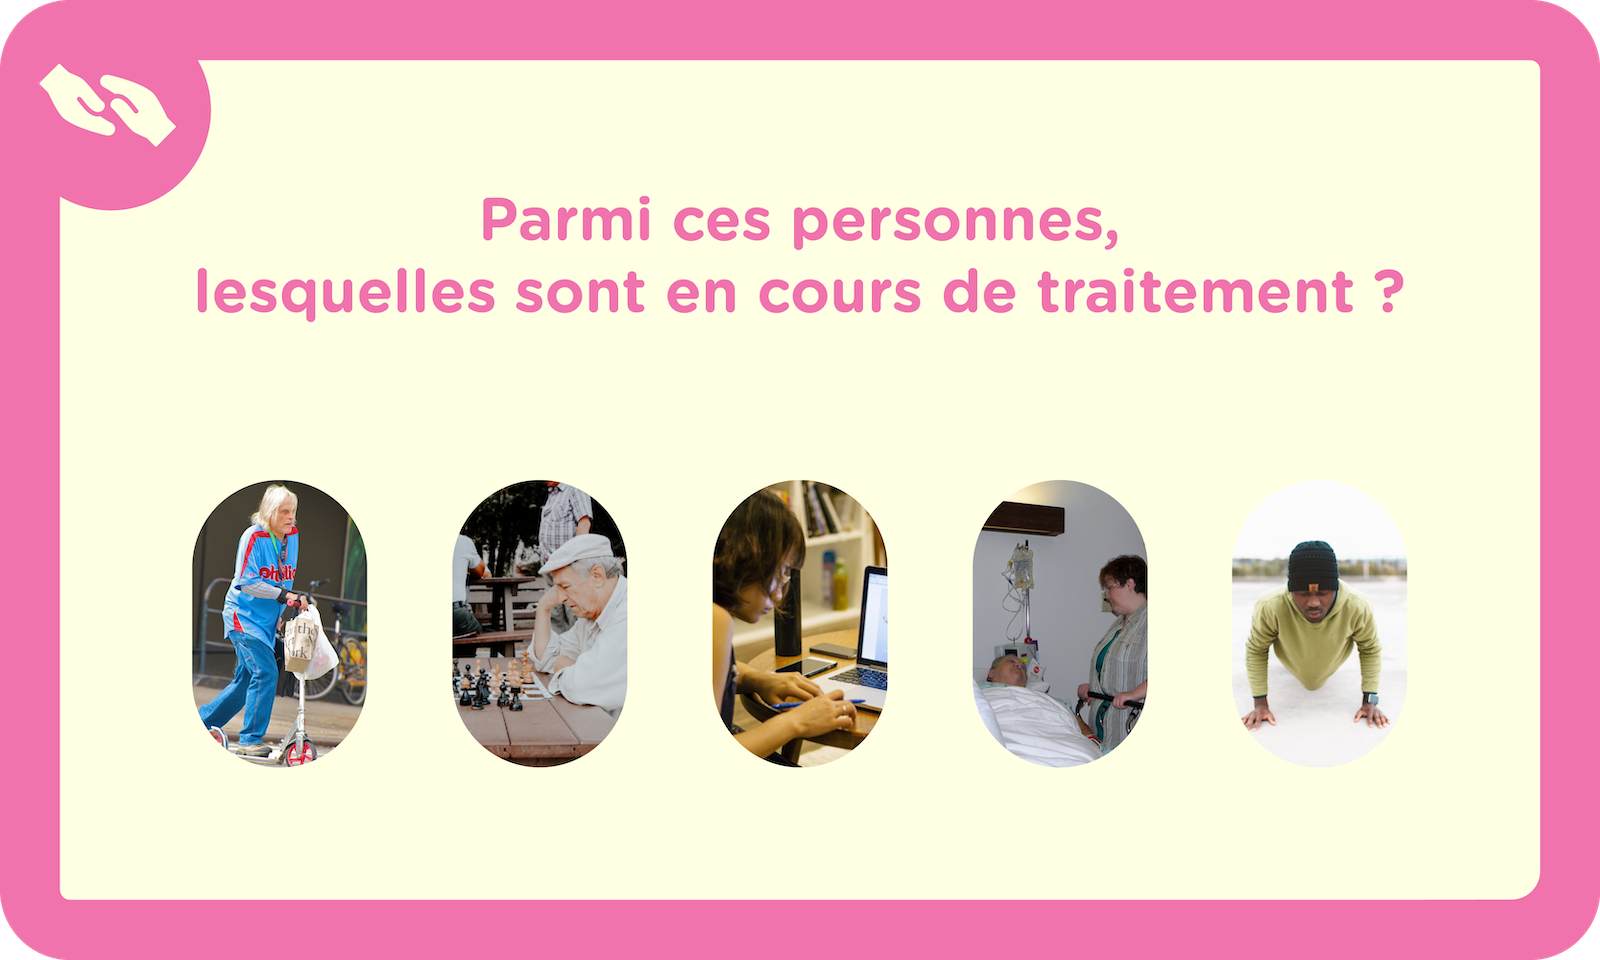 Parmi ces personnes,
lesquelles sont en cours de traitement ?